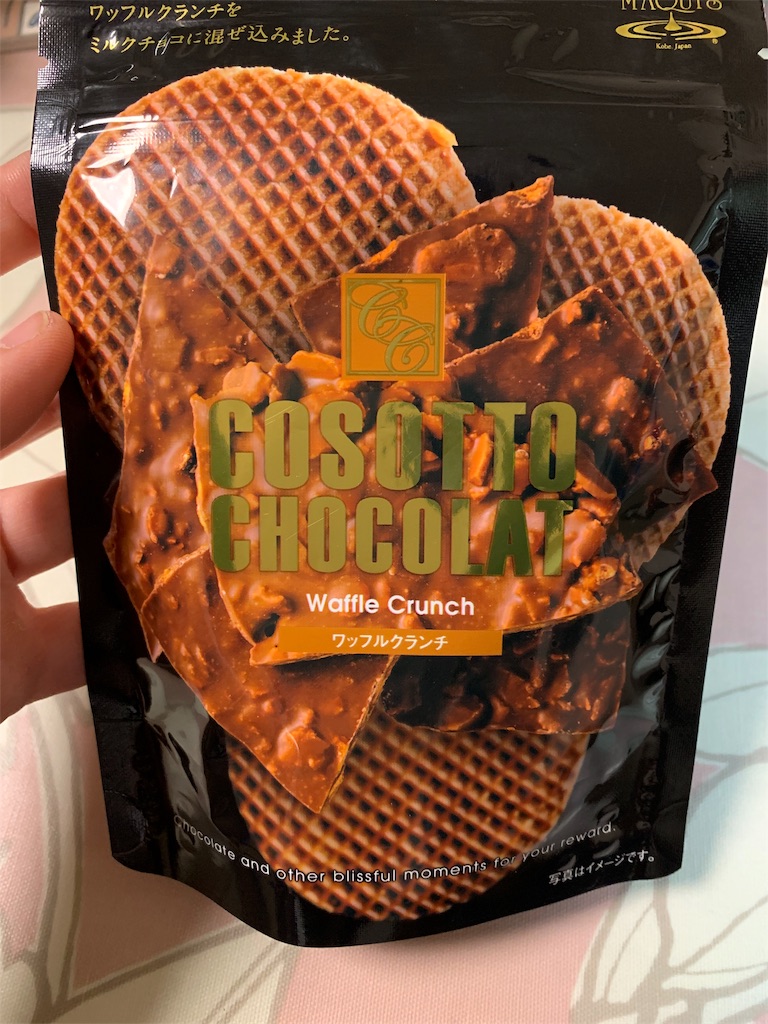 ワッフルクランチを
ミルクチョコに混ぜ込みました。
MAQUIS
Kobe. Japan
CC
COSOTTO
CHOCOLAT
Waffle Crunch
ワッフルクランチ
Chocolate and other blissful moments for your reward.
写真はイメージです。